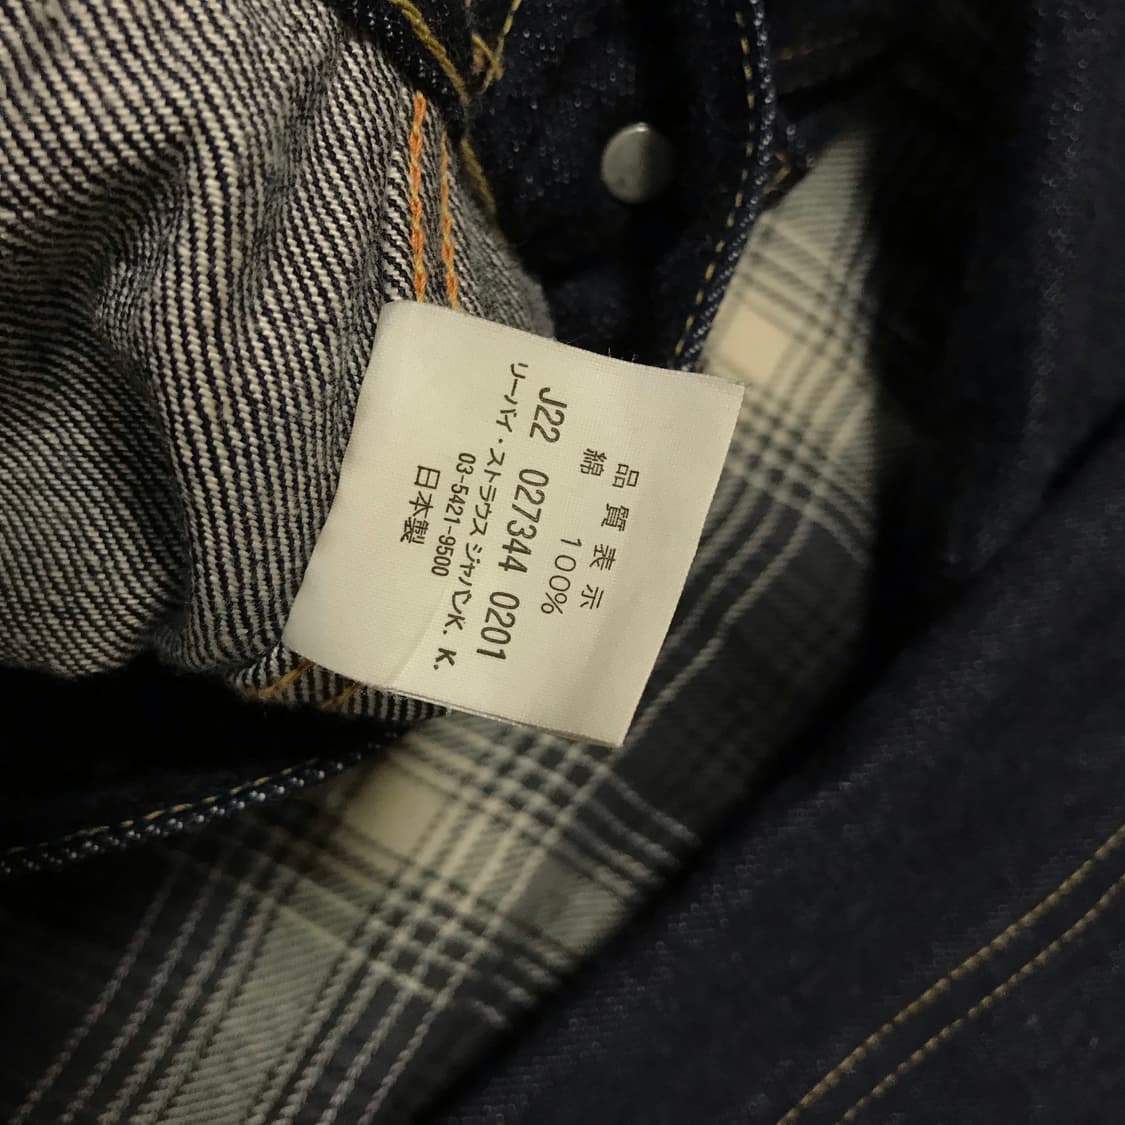 品質表示
綿 100%
J22 027344 0201
リーバイ・ストラウス ジャパンK.K.
03-5421-9500
日本製